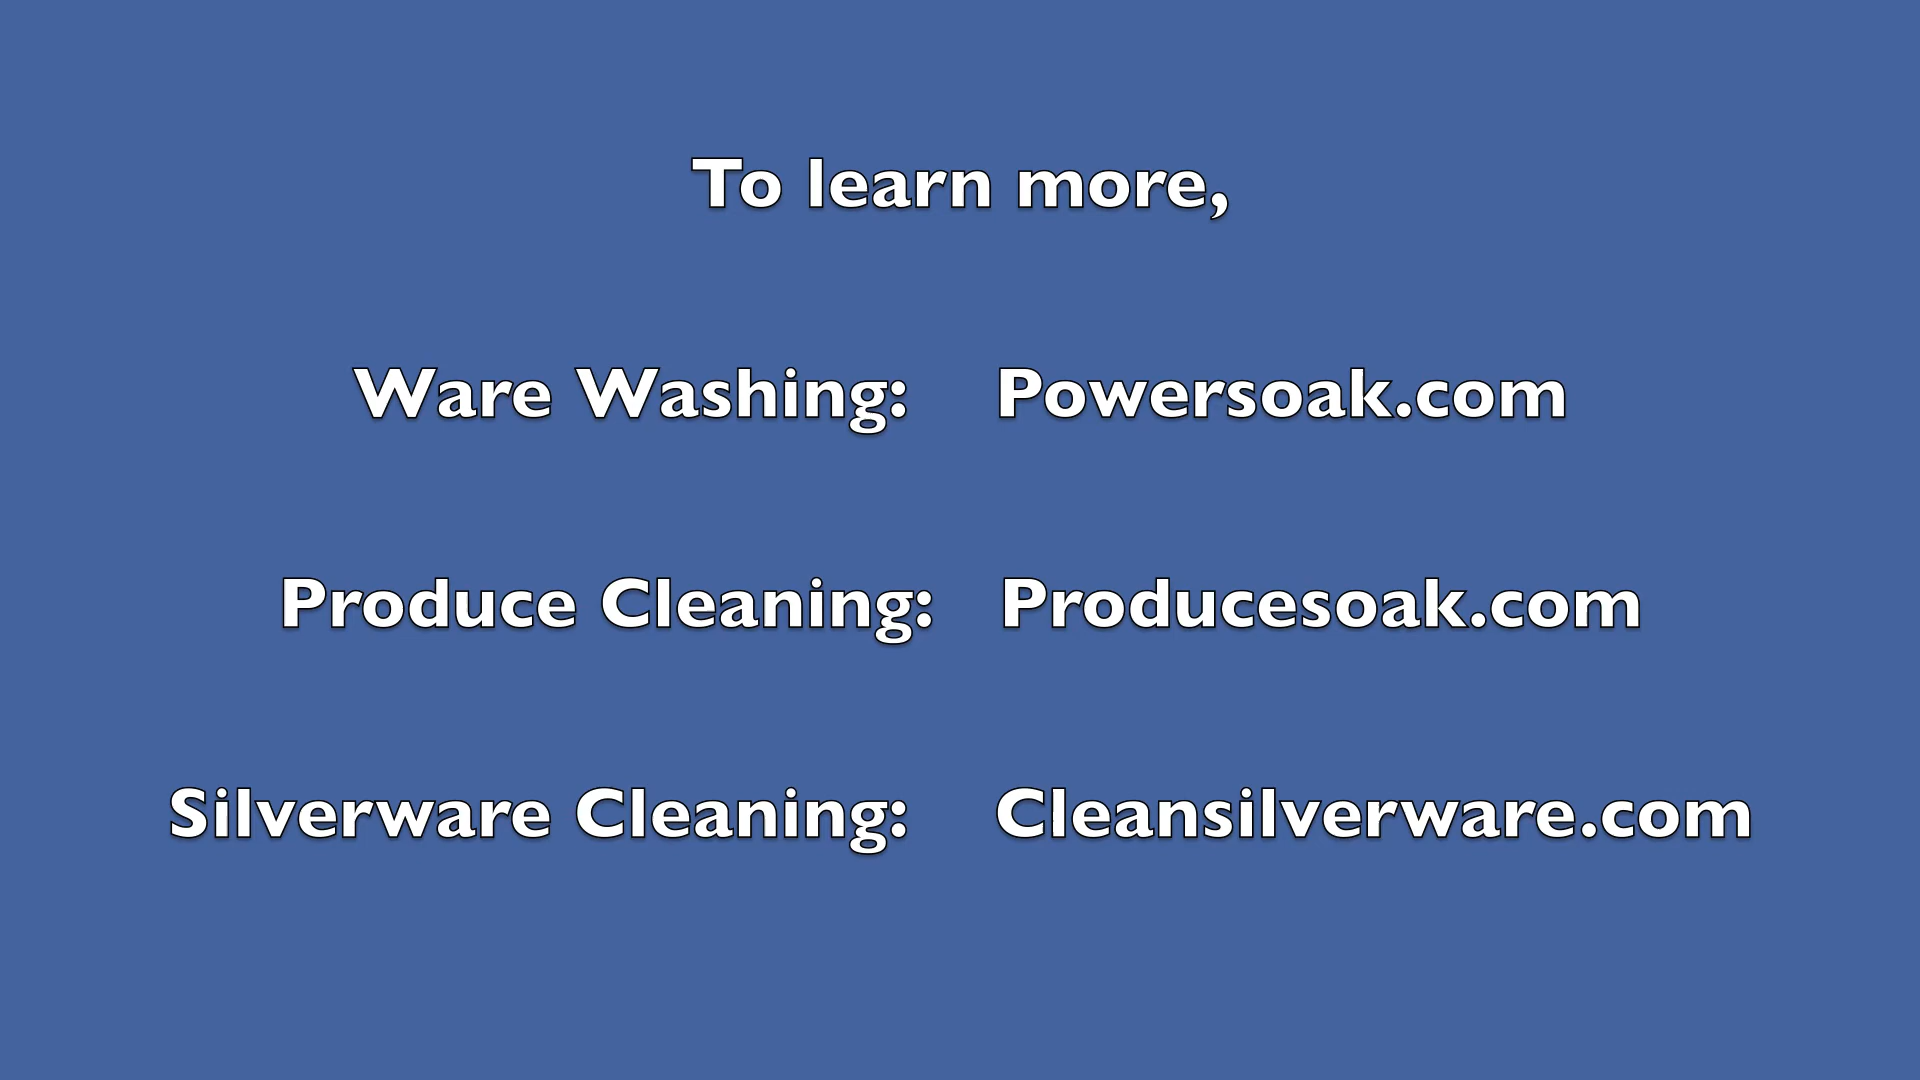 To learn more,
Ware Washing: Powersoak.com
Produce Cleaning: Producesoak.com
Silverware Cleaning: Cleansilverware.com